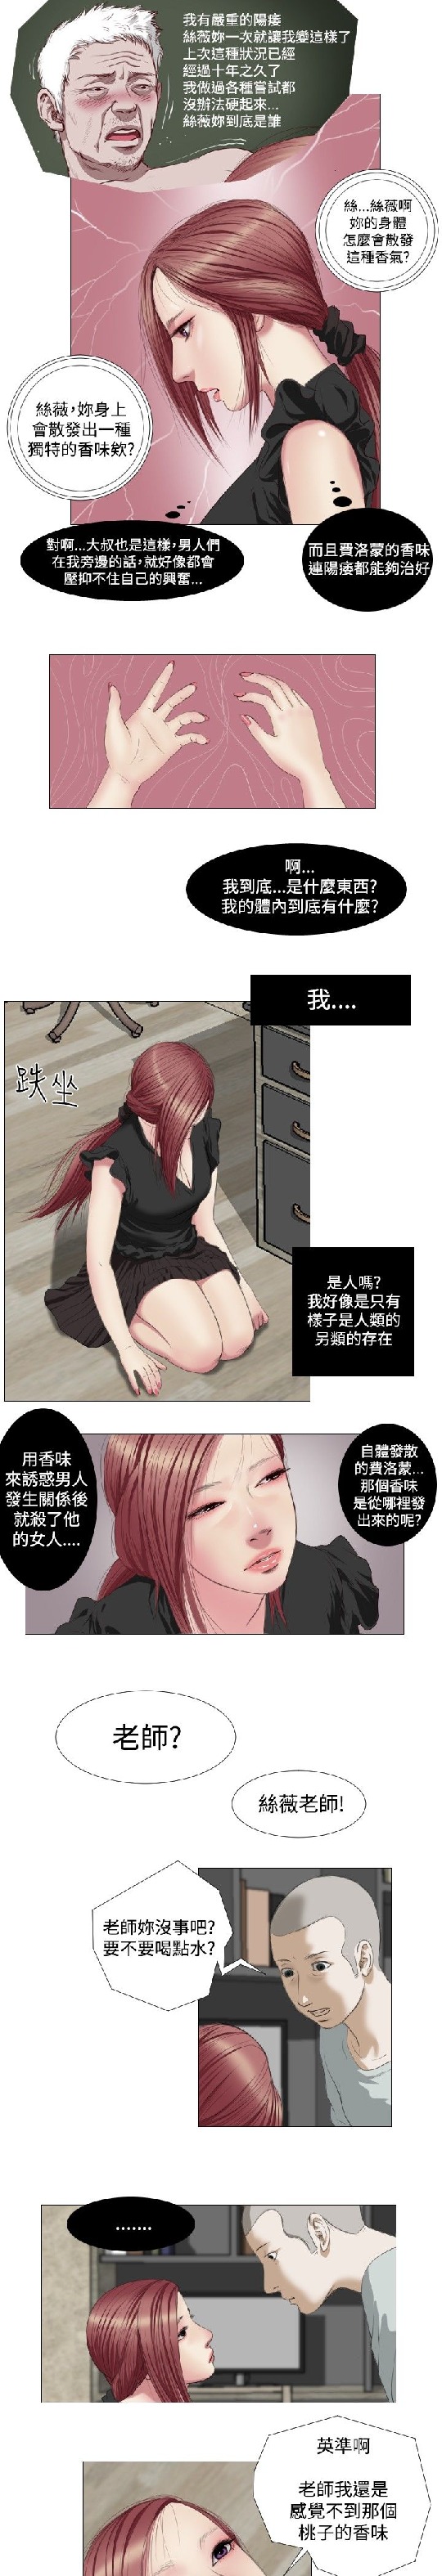 我有嚴重的陽痿
絲薇妳一次就讓我變這樣了
上次這種狀況已經
經過十年之久了
我做過各種嘗試都
沒辦法硬起來...
絲薇妳到底是誰
絲...絲薇啊
妳的身體
怎麼會散發
這種香氣?
絲薇,妳身上
會散發出一種
獨特的香味欸?
對啊...大叔也是這樣,男人們
在我旁邊的話,就好像都會
壓抑不住自己的興奮...
而且費洛蒙的香味
連陽痿都能夠治好
啊...
我到底...是什麼東西?
我的體內到底有什麼?
我....
跌坐
是人嗎?
我好像是只有
樣子是人類的
另類的存在
用香味
來誘惑男人
發生關係後
就殺了他
的女人....
自體發散
的費洛蒙...
那個香味
是從哪裡發
出來的呢?
老師?
絲薇老師!
老師妳沒事吧?
要不要喝點水?
.......
英準啊
老師我還是
感覺不到那個
桃子的香味